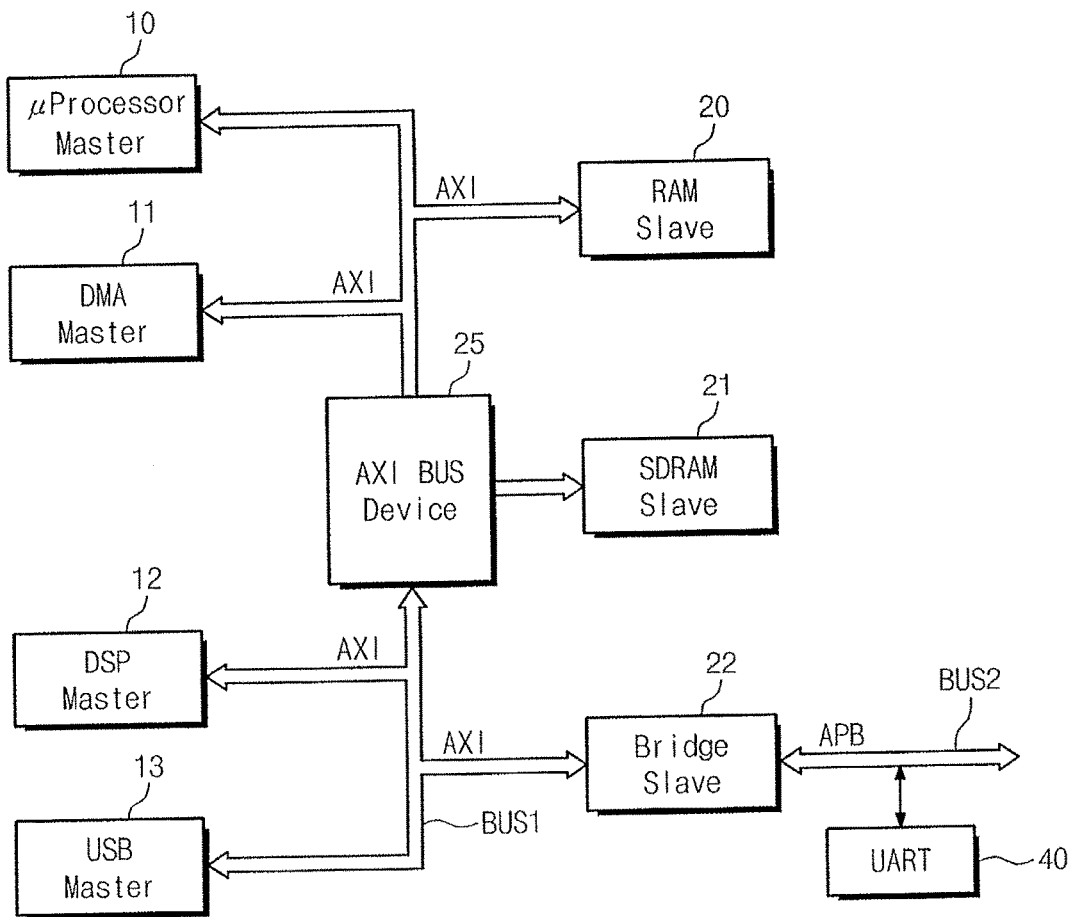 10
μProcessor
Master
20
AXI
RAM
Slave
11
AXI
DMA
Master
25
21
AXI BUS
Device
SDRAM
Slave
12
AXI
DSP
Master
22
BUS2
AXI
Bridge
Slave
APB
13
BUS1
USB
Master
UART
40